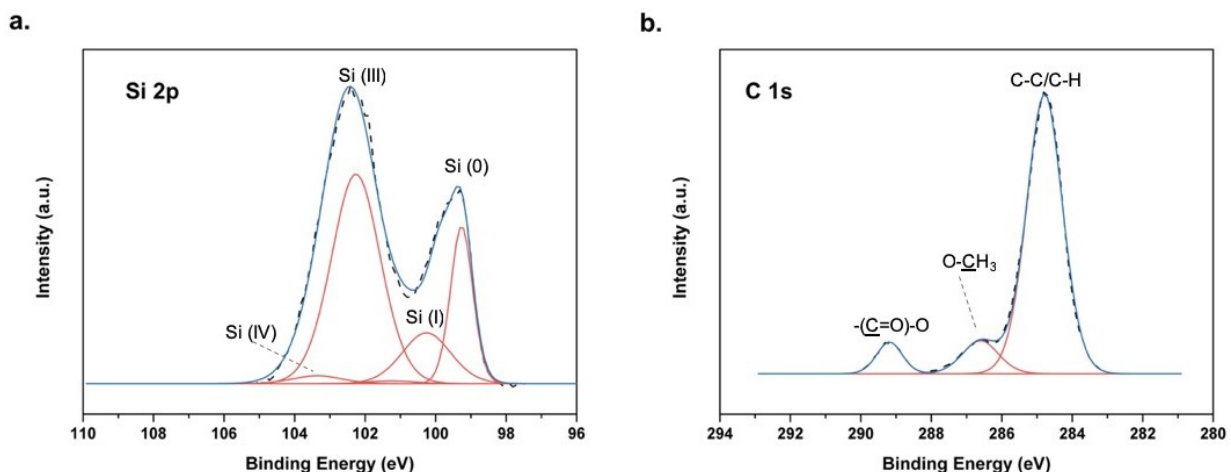 a.
Si 2p
Si (III)
Si (0)
Si (I)
Si (IV)
Intensity (a.u.)
110 108 106 104 102 100 98 96
Binding Energy (eV)
b.
C 1s
C-C/C-H
O-CH₃
-(C=O)-O
Intensity (a.u.)
294 292 290 288 286 284 282 280
Binding Energy (eV)